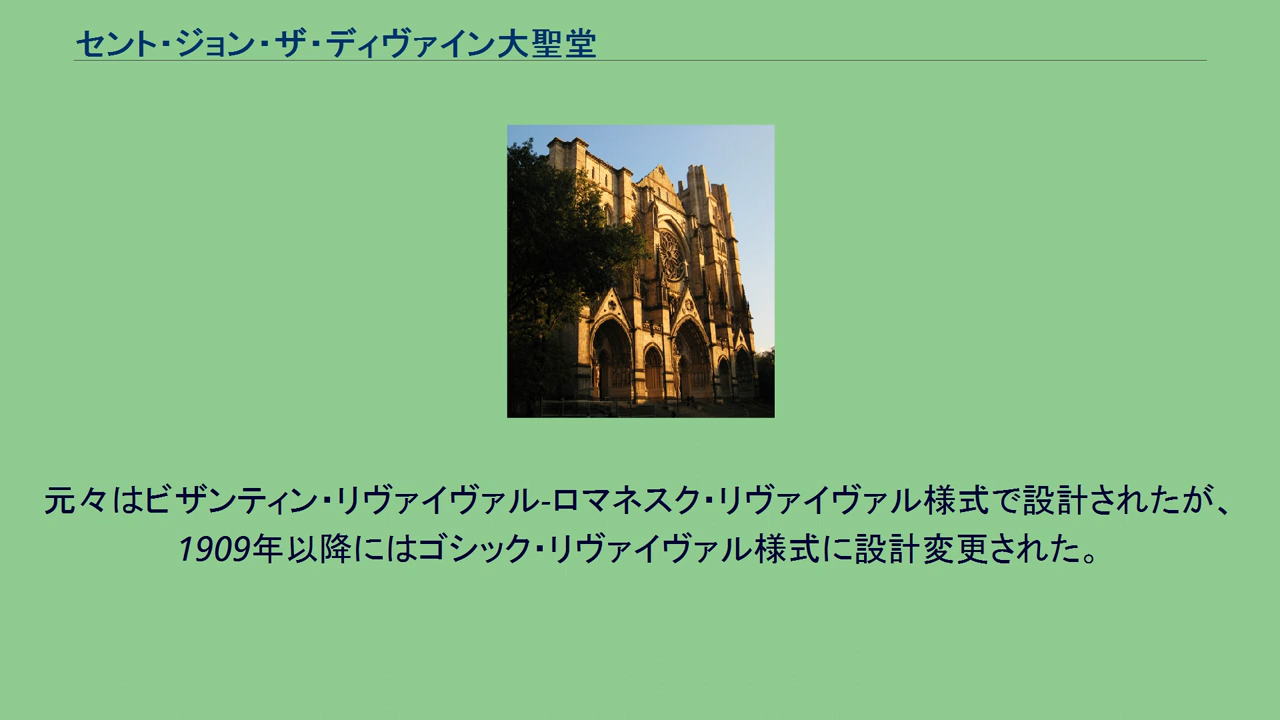 セント・ジョン・ザ・ディヴァイン大聖堂
元々はビザンティン・リヴァイヴァル-ロマネスク・リヴァイヴァル様式で設計されたが、
1909年以降にはゴシック・リヴァイヴァル様式に設計変更された。